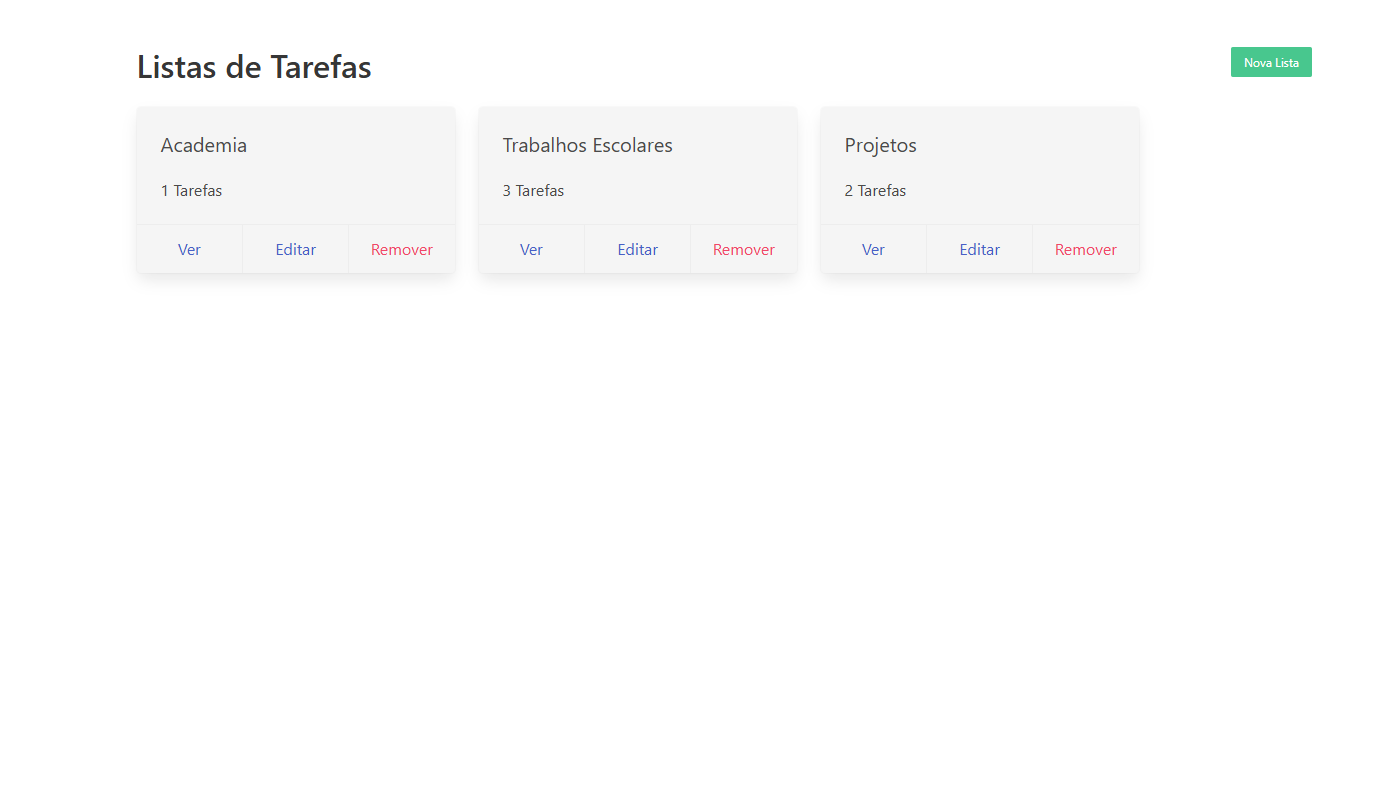 Listas de Tarefas
Nova Lista
Academia
1 Tarefas
Ver Editar Remover
Trabalhos Escolares
3 Tarefas
Ver Editar Remover
Projetos
2 Tarefas
Ver Editar Remover